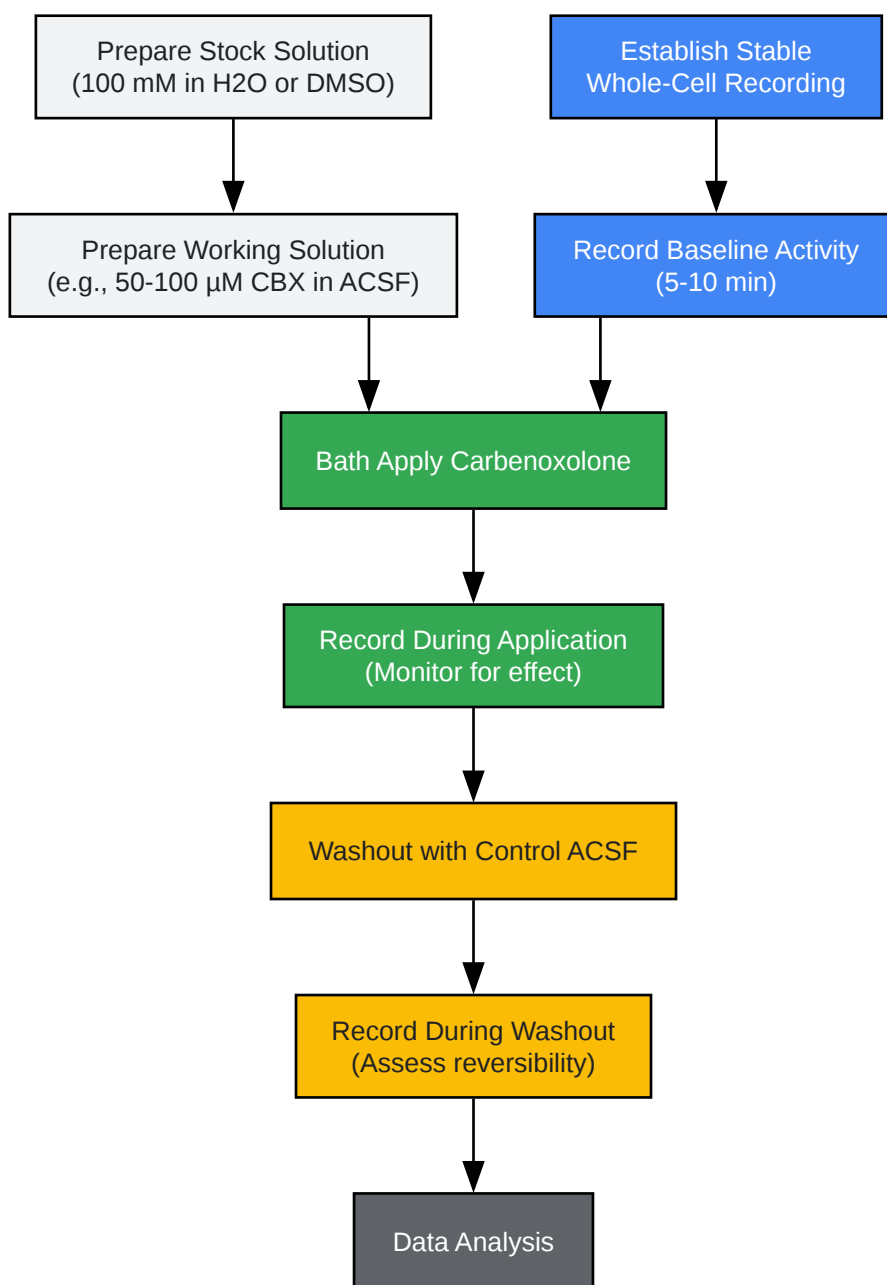 Prepare Stock Solution
(100 mM in H2O or DMSO)
Establish Stable
Whole-Cell Recording
Prepare Working Solution
(e.g., 50-100 µM CBX in ACSF)
Record Baseline Activity
(5-10 min)
Bath Apply Carbenoxolone
Record During Application
(Monitor for effect)
Washout with Control ACSF
Record During Washout
(Assess reversibility)
Data Analysis